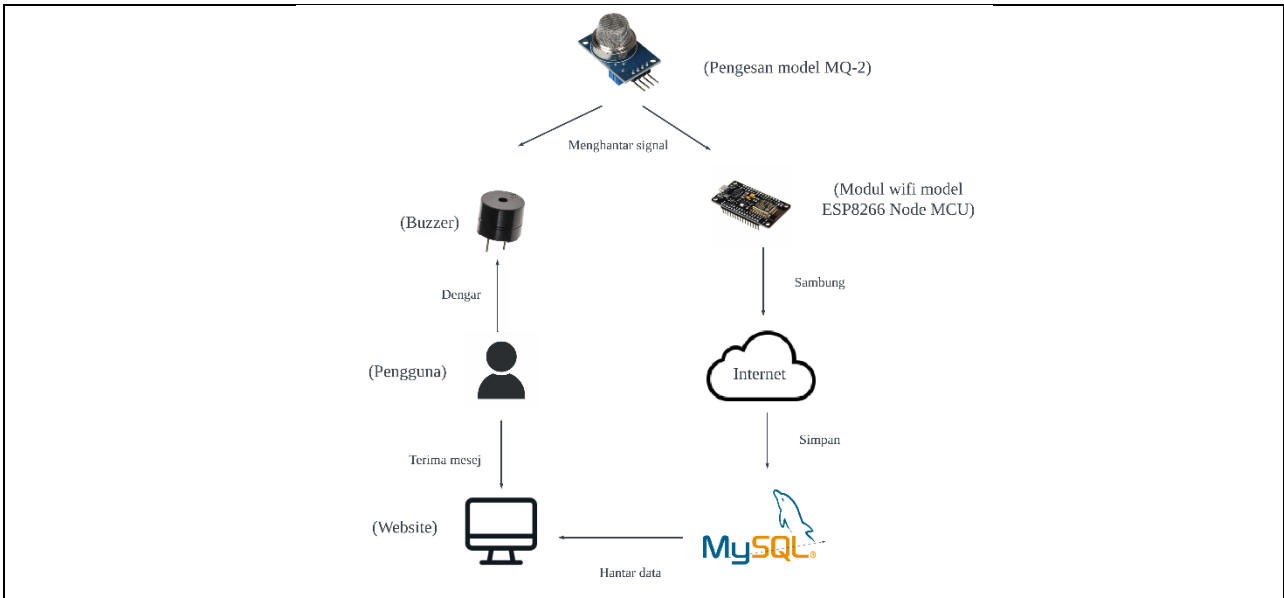 (Pengesan model MQ-2)
Menghantar signal
(Buzzer)
(Modul wifi model
ESP8266 Node MCU)
Dengar
Sambung
(Pengguna)
Internet
Terima mesej
Simpan
(Website)
MySQL®
Hantar data